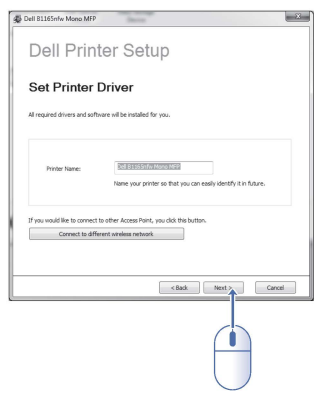 Dell B1165nfw Mono MFP
Dell Printer Setup
Set Printer Driver
All required drivers and software will be installed for you.
Printer Name:
Dell B1165nfw Mono MFP
Name your printer so that you can easily identify it in future.
If you would like to connect to other Access Point, you click this button.
Connect to different wireless network
< Back
Next >
Cancel